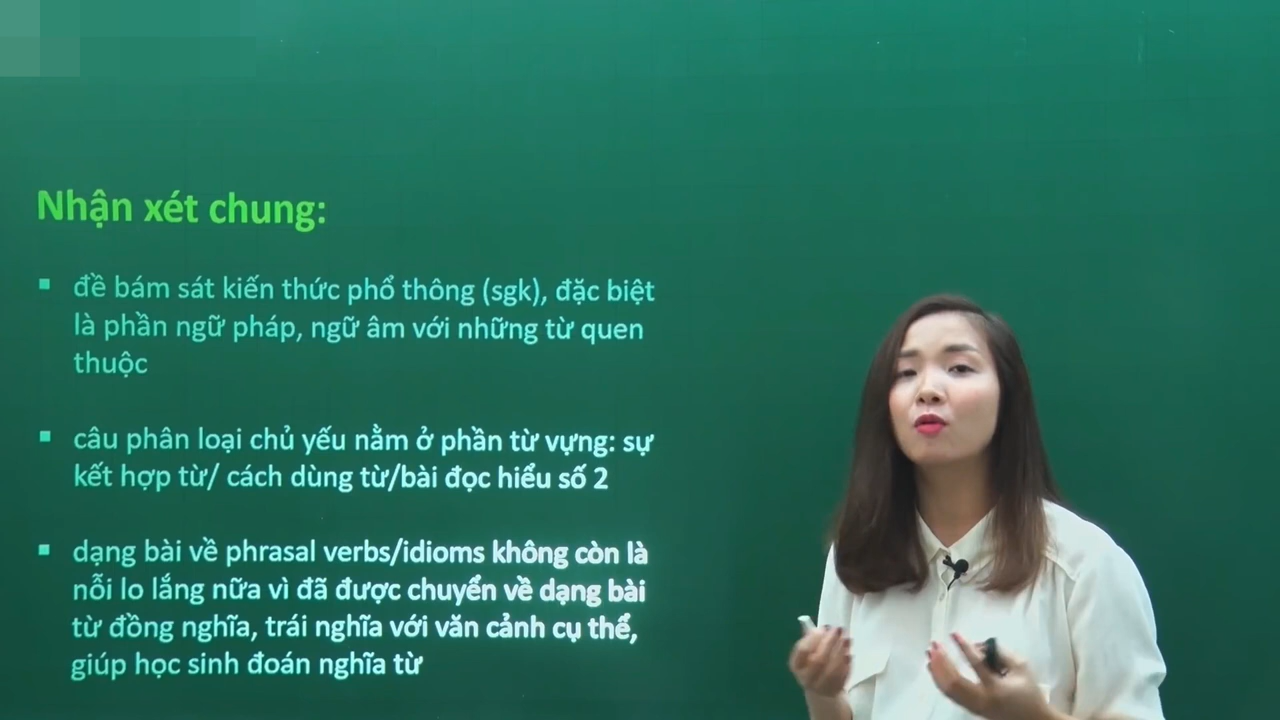 Nhận xét chung:
▪ đề bám sát kiến thức phổ thông (sgk), đặc biệt
là phần ngữ pháp, ngữ âm với những từ quen
thuộc
▪ câu phân loại chủ yếu nằm ở phần từ vựng: sự
kết hợp từ/ cách dùng từ/bài đọc hiểu số 2
▪ dạng bài về phrasal verbs/idioms không còn là
nỗi lo lắng nữa vì đã được chuyển về dạng bài
từ đồng nghĩa, trái nghĩa với văn cảnh cụ thể,
giúp học sinh đoán nghĩa từ